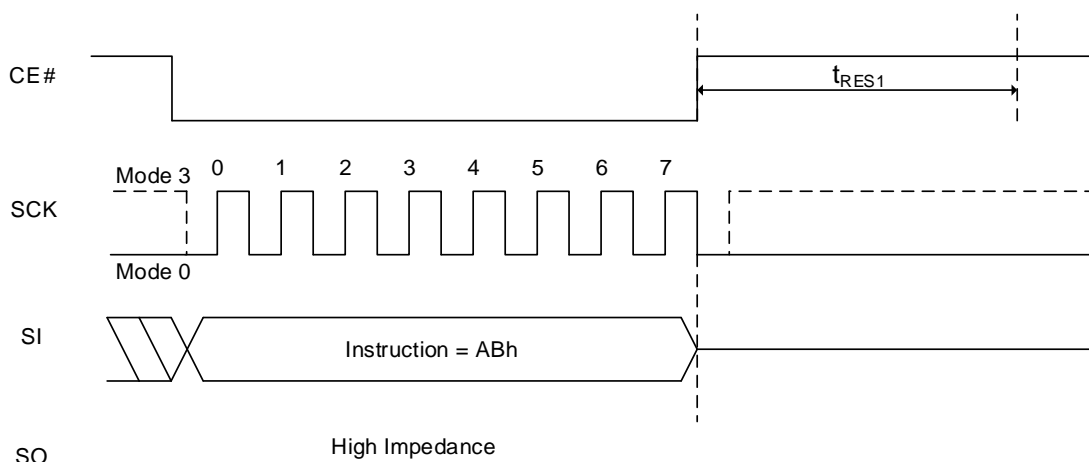 CE#
tRES1
Mode 3 0 1 2 3 4 5 6 7
SCK
Mode 0
SI
Instruction = ABh
High Impedance
SO